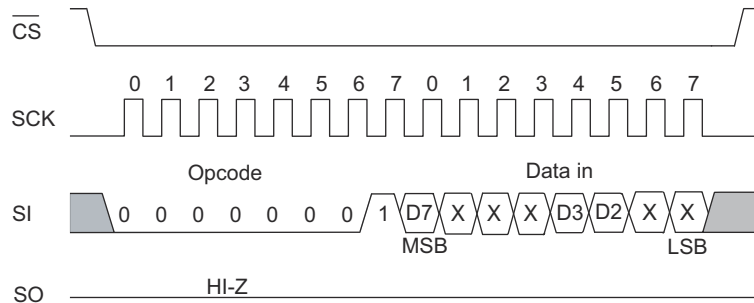 CS
0 1 2 3 4 5 6 7 0 1 2 3 4 5 6 7
SCK
Opcode Data in
SI 0 0 0 0 0 0 0 1 D7 X X X D3 D2 X X
MSB LSB
HI-Z
SO